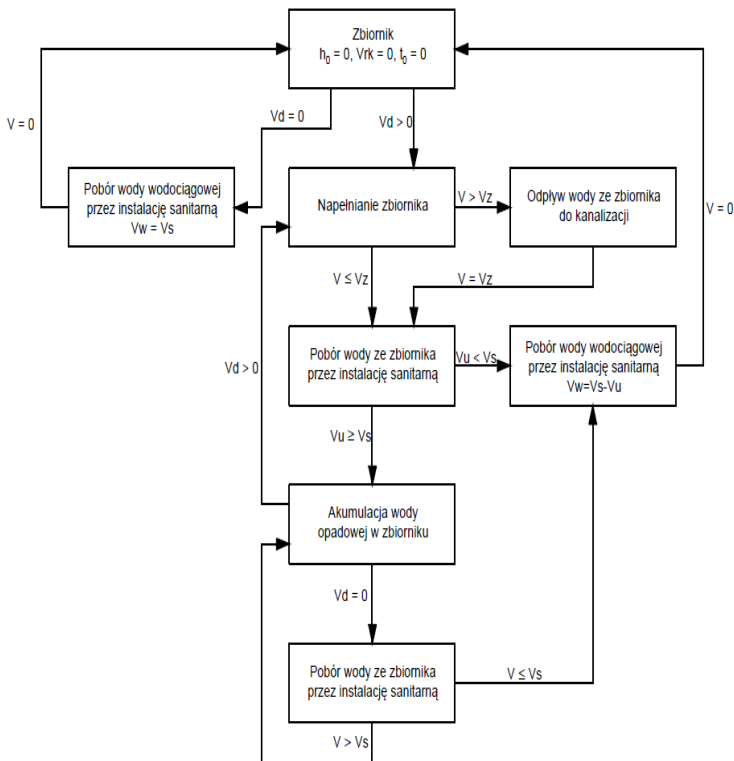 Zbiornik
h₀ = 0, Vrk = 0, t₀ = 0
V = 0
Vd = 0
Vd > 0
Pobór wody wodociągowej
przez instalację sanitarną
Vw = Vs
Napełnianie zbiornika
V > Vz
Odpływ wody ze zbiornika
do kanalizacji
V = 0
V ≤ Vz
V = Vz
Pobór wody ze zbiornika
przez instalację sanitarną
Vu < Vs
Pobór wody wodociągowej
przez instalację sanitarną
Vw=Vs-Vu
Vd > 0
Vu ≥ Vs
Akumulacja wody
opadowej w zbiorniku
Vd = 0
Pobór wody ze zbiornika
przez instalację sanitarną
V ≤ Vs
V > Vs